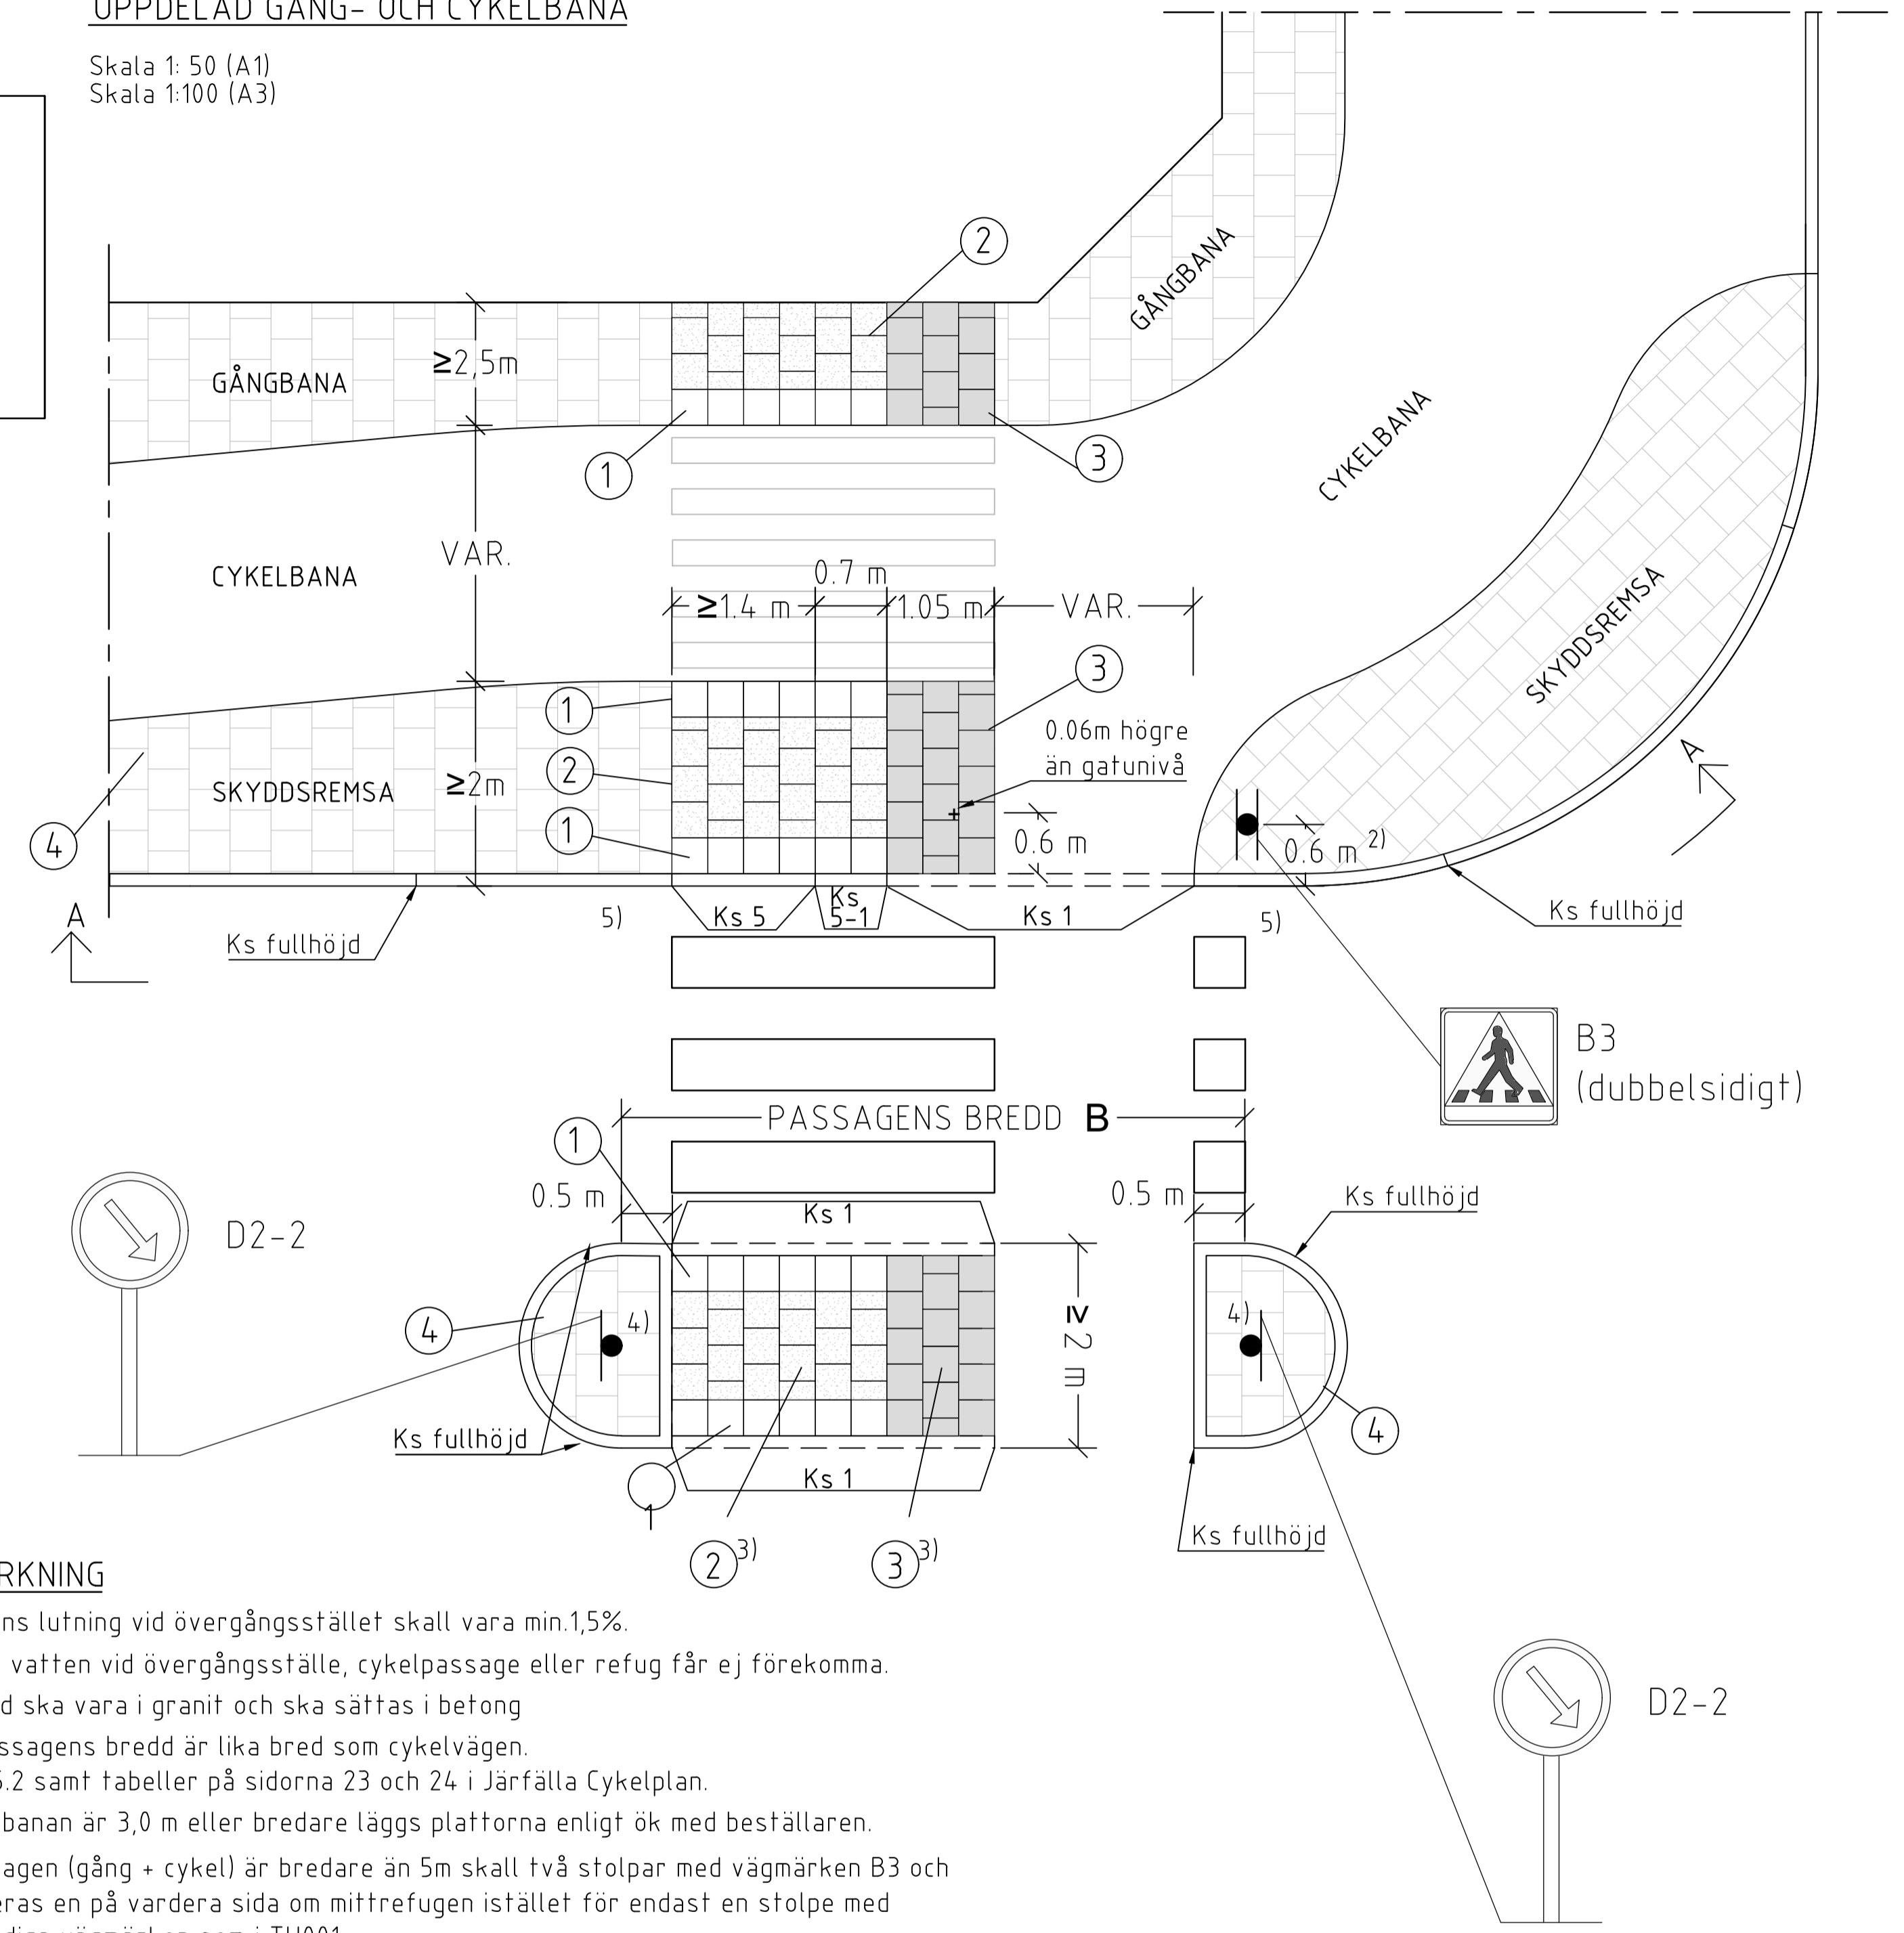 UPPDELAD GÅNG- OCH CYKELBANA
Skala 1: 50 (A1)
Skala 1:100 (A3)
2
GÅNGBANA
GÅNGBANA
≥2,5m
1
3
CYKELBANA
CYKELBANA
VAR.
0.7 m
≥1.4 m
1.05 m
VAR.
SKYDDSREMSA
3
1
2
1
0.06m högre
än gatunivå
SKYDDSREMSA
≥2m
4
0.6 m
0.6 m 2)
A
A
5)
Ks 5
Ks
5-1
Ks 1
5)
Ks fullhöjd
Ks fullhöjd
B3
(dubbelsidigt)
PASSAGENS BREDD B
1
0.5 m
0.5 m
Ks 1
Ks fullhöjd
D2-2
4
4)
4)
≥2 m
4
Ks fullhöjd
Ks 1
1
Ks fullhöjd
2 3)
3 3)
RKNING
ns lutning vid övergångsstället skall vara min.1,5%.
vatten vid övergångsställe, cykelpassage eller refug får ej förekomma.
d ska vara i granit och ska sättas i betong
ssagens bredd är lika bred som cykelvägen.
6.2 samt tabeller på sidorna 23 och 24 i Järfälla Cykelplan.
banan är 3,0 m eller bredare läggs plattorna enligt ök med beställaren.
agen (gång + cykel) är bredare än 5m skall två stolpar med vägmärken B3 och
eras en på vardera sida om mittrefugen istället för endast en stolpe med
D2-2